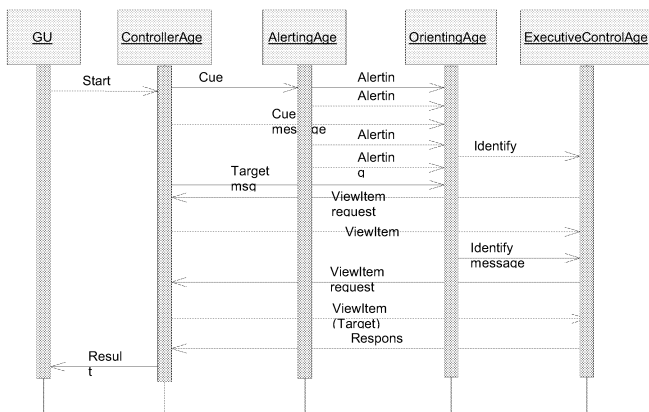 GU
ControllerAge
AlertingAge
OrientingAge
ExecutiveControlAge
Start
Cue
Alertin
Alertin
Cue
message
Alertin
Identify
Alertin
g
Target
msg
ViewItem
request
ViewItem
Identify
message
ViewItem
request
ViewItem
(Target)
Respons
Resul
t